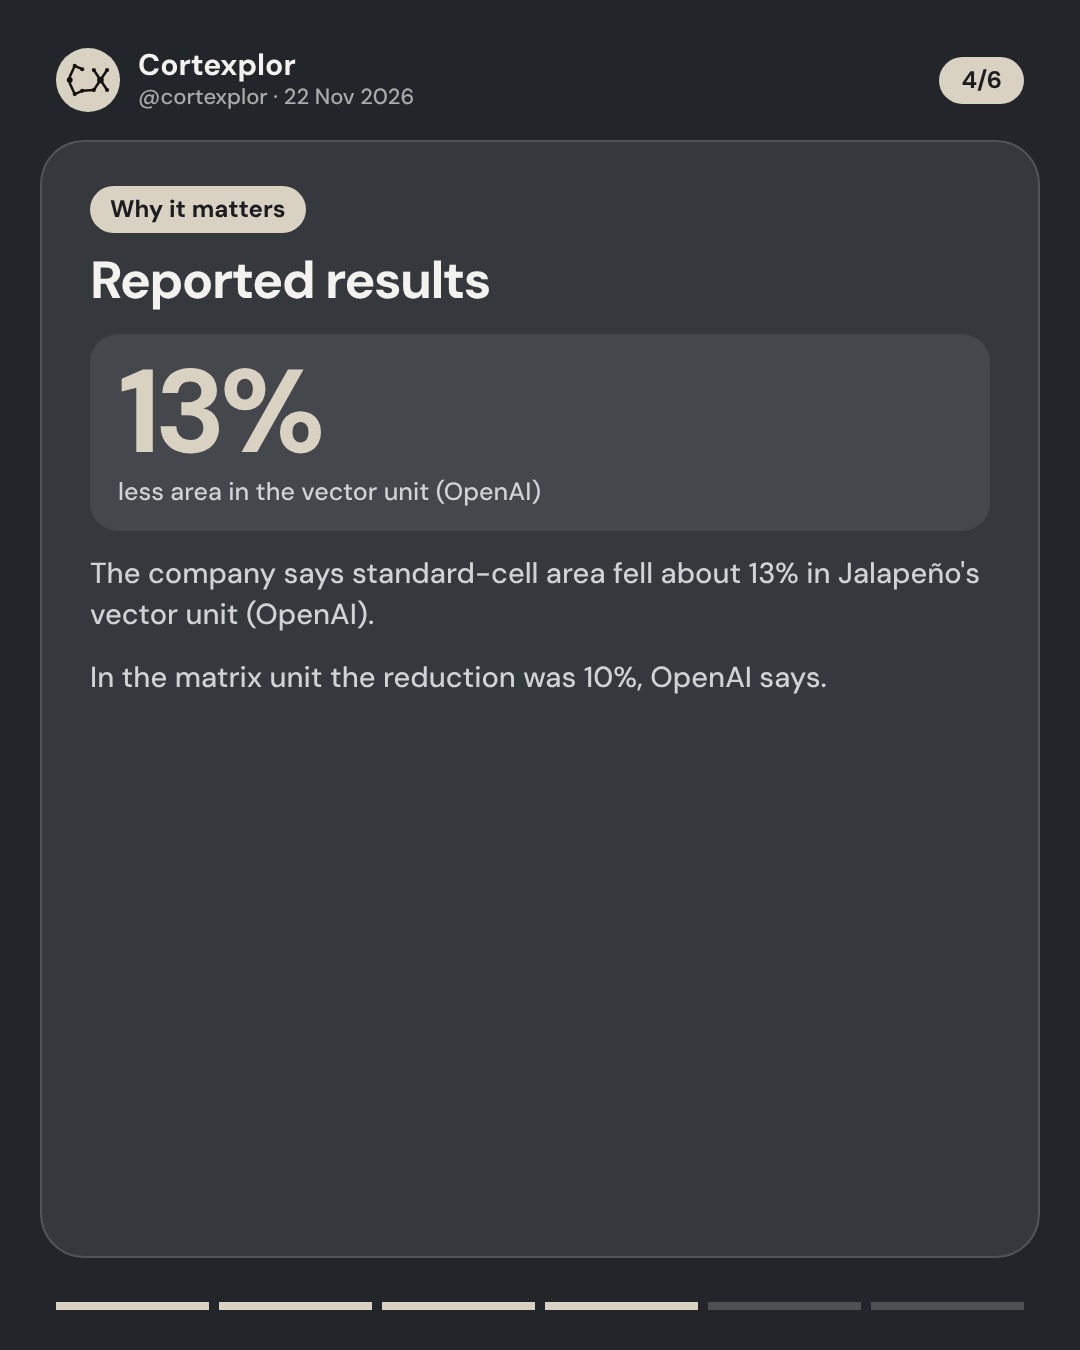 Cortexplor
@cortexplor · 22 Nov 2026
4/6
Why it matters
Reported results
13%
less area in the vector unit (OpenAI)
The company says standard-cell area fell about 13% in Jalapeño's
vector unit (OpenAI).
In the matrix unit the reduction was 10%, OpenAI says.